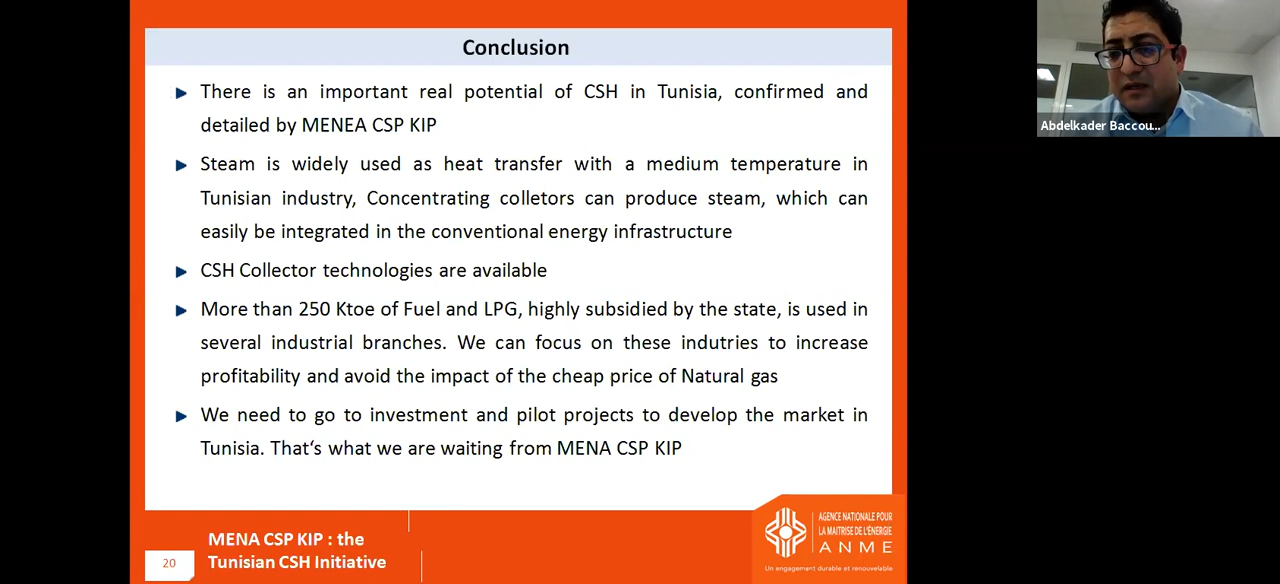 Conclusion
There is an important real potential of CSH in Tunisia, confirmed and
detailed by MENEA CSP KIP
Steam is widely used as heat transfer with a medium temperature in
Tunisian industry, Concentrating colletors can produce steam, which can
easily be integrated in the conventional energy infrastructure
CSH Collector technologies are available
More than 250 Ktoe of Fuel and LPG, highly subsidied by the state, is used in
several industrial branches. We can focus on these indutries to increase
profitability and avoid the impact of the cheap price of Natural gas
We need to go to investment and pilot projects to develop the market in
Tunisia. That‘s what we are waiting from MENA CSP KIP
20
MENA CSP KIP : the
Tunisian CSH Initiative
AGENCE NATIONALE POUR
LA MAITRISE DE L'ÉNERGIE
ANME
Un engagement durable et renouvelable
Abdelkader Baccou...